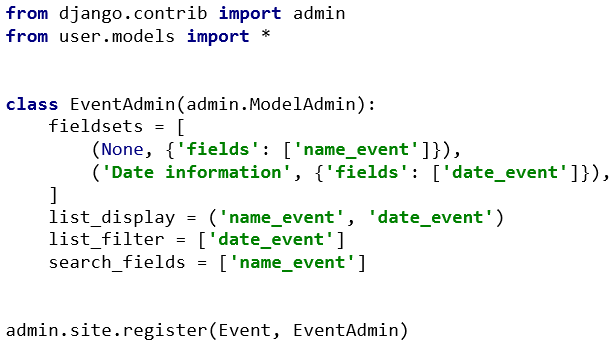 from django.contrib import admin
from user.models import *
class EventAdmin(admin.ModelAdmin):
    fieldsets = [
        (None, {'fields': ['name_event']}),
        ('Date information', {'fields': ['date_event']}),
    ]
    list_display = ('name_event', 'date_event')
    list_filter = ['date_event']
    search_fields = ['name_event']
admin.site.register(Event, EventAdmin)